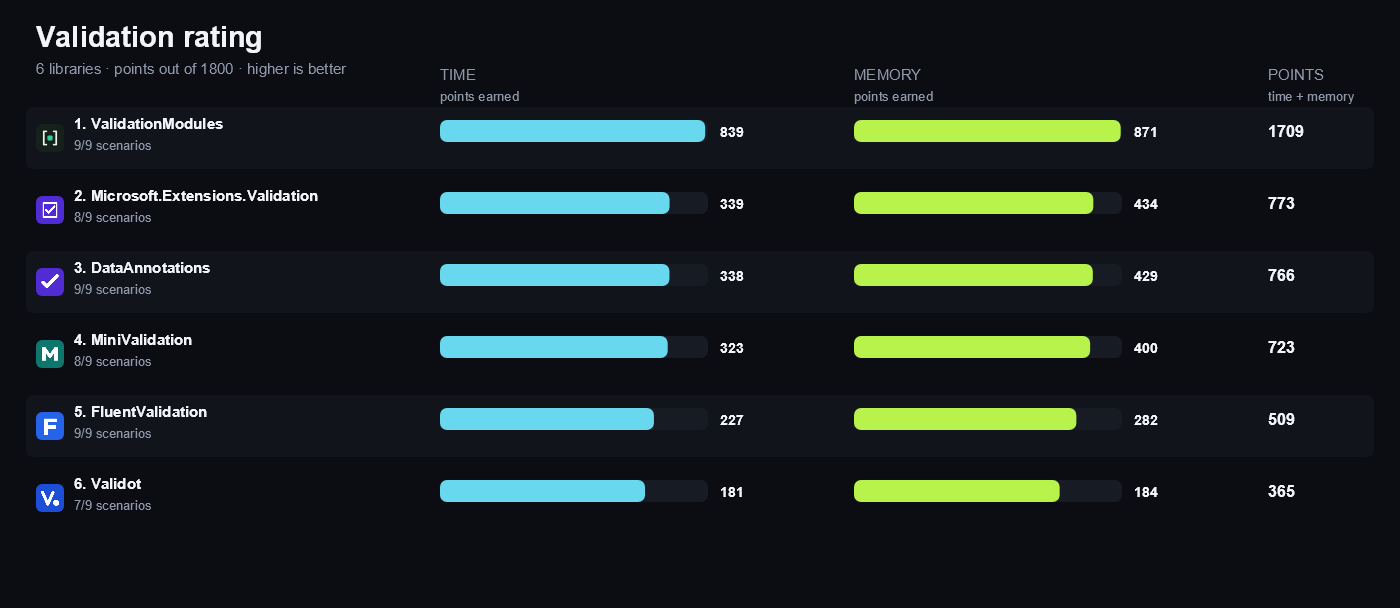 Validation rating
6 libraries · points out of 1800 · higher is better
TIME
points earned
MEMORY
points earned
POINTS
time + memory
1. ValidationModules
9/9 scenarios
839
871
1709
2. Microsoft.Extensions.Validation
8/9 scenarios
339
434
773
3. DataAnnotations
9/9 scenarios
338
429
766
M
4. MiniValidation
8/9 scenarios
323
400
723
F
5. FluentValidation
9/9 scenarios
227
282
509
V.
6. Validot
7/9 scenarios
181
184
365